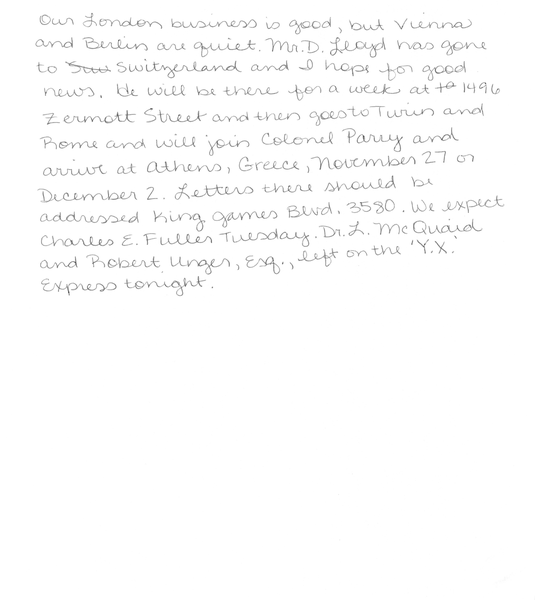 Our London business is good, but Vienna
and Berlin are quiet. Mr. D. Lloyd has gone
to Switzerland and I hope for good
news. He will be there for a week at to 1496
Zermott Street and then goes to Turin and
Rome and will join Colonel Parry and
arrive at Athens, Greece, November 27 or
December 2. Letters there should be
addressed King games Blvd. 3580. We expect
Charles E. Fuller Tuesday. Dr. L. McQuaid
and Robert Unger, Esq., left on the 'Y.X.'
Express tonight.